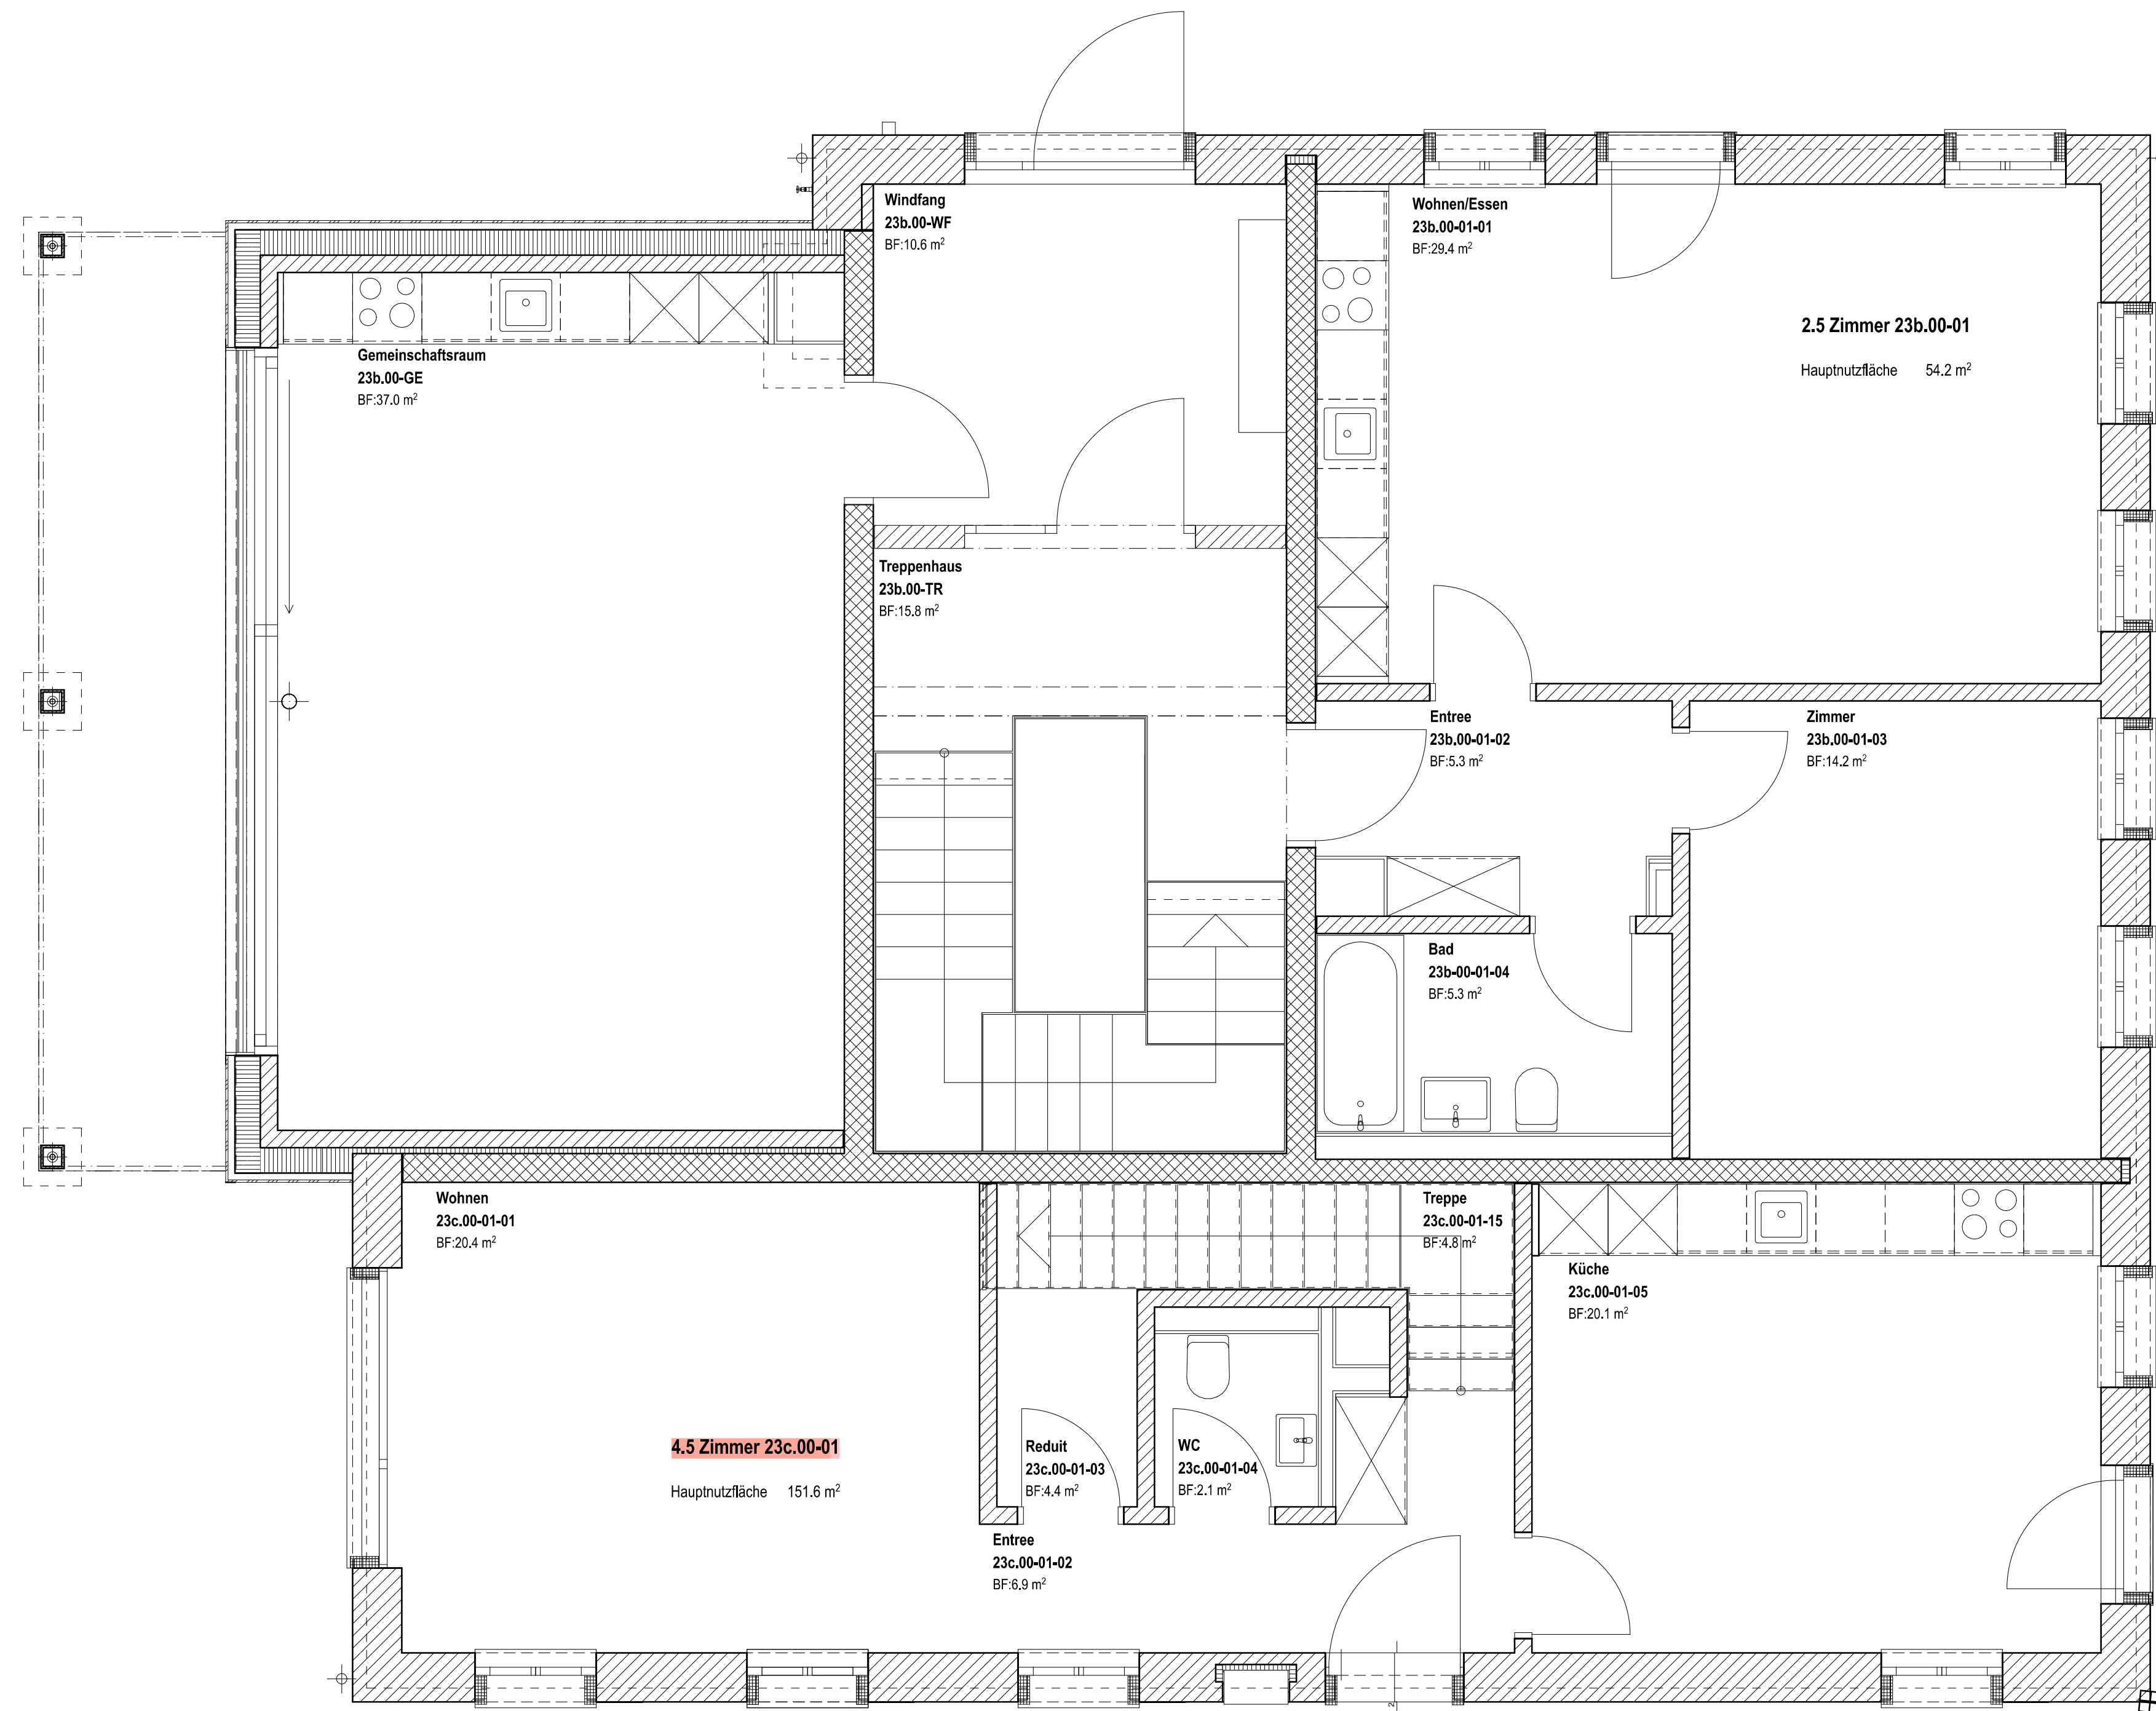 Windfang
23b.00-WF
BF:10.6 m²
Wohnen/Essen
23b.00-01-01
BF:29.4 m²
2.5 Zimmer 23b.00-01
Hauptnutzfläche 54.2 m²
Gemeinschaftsraum
23b.00-GE
BF:37.0 m²
Treppenhaus
23b.00-TR
BF:15.8 m²
Entree
23b.00-01-02
BF:5.3 m²
Zimmer
23b.00-01-03
BF:14.2 m²
Bad
23b-00-01-04
BF:5.3 m²
Wohnen
23c.00-01-01
BF:20.4 m²
Treppe
23c.00-01-15
BF:4.8 m²
Küche
23c.00-01-05
BF:20.1 m²
4.5 Zimmer 23c.00-01
Hauptnutzfläche 151.6 m²
Reduit
23c.00-01-03
BF:4.4 m²
WC
23c.00-01-04
BF:2.1 m²
Entree
23c.00-01-02
BF:6.9 m²
2